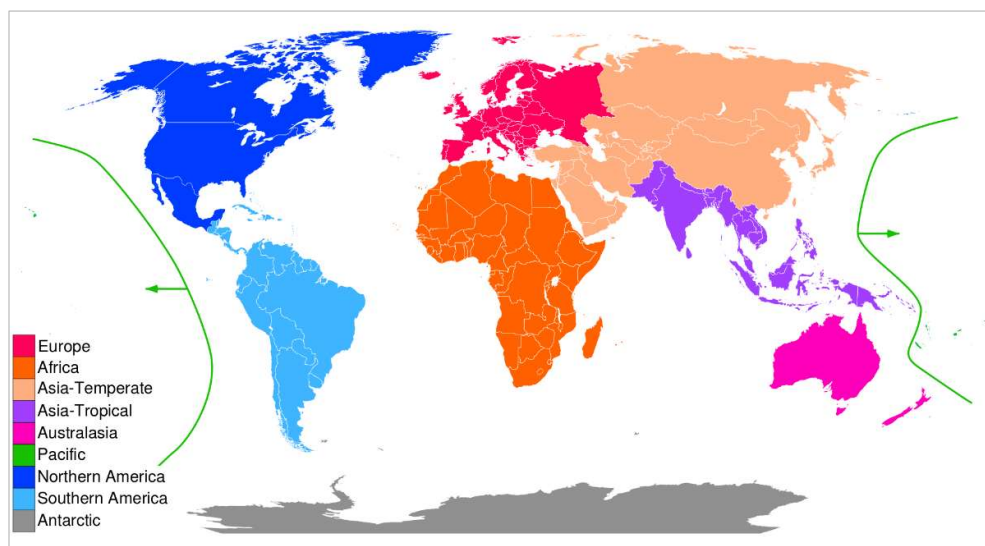 Europe
Africa
Asia-Temperate
Asia-Tropical
Australasia
Pacific
Northern America
Southern America
Antarctic